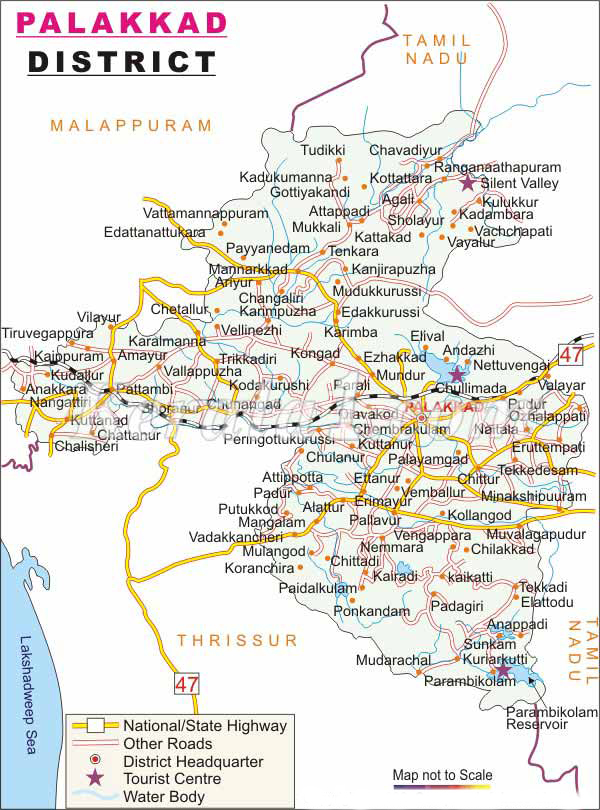 PALAKKAD
DISTRICT
TAMIL
NADU
MALAPPURAM
Tudikki
Chavadiyur
Ranganaathapuram
Kadukumanna
Kottattara
Silent Valley
Gottiyakandi
Agali
Kulukkur
Vattamannappuram
Attappadi
Sholayur
Kadambara
Edattanattukara
Mukkali
Kattakad
Vachchapati
Vayalur
Payyanedam
Tenkara
Mannarkkad
Kanjirapuzha
Ariyur
Mudukkurussi
Changaliri
Chetallur
Karimpuzha
Edakkurussi
Vilayur
Vellinezhi
Karimba
Tiruvegappura
Karalmanna
Elival
Andazhi
47
Kaippuram
Amayur
Trikkadiri
Kongad
Ezhakkad
Nettuvengai
Kudallur
Vallappuzha
Mundur
Anakkara
Pattambi
Kodakurushi
Parali
Chullimada
Valayar
Nangattiri
Shoranur
Chunangad
Olavakod
PALAKKAD
Pudur
Ozhalappati
Kuttanad
Chembrakulam
Nattala
Chattanur
Peringottukurussi
Kuttanur
Eruttempati
Challsheri
Chulanur
Palayamgad
Tekkedesam
Attippotta
Ettanur
Chittur
Padur
Vemballur
Minakshipuuram
Erimayur
Putukkod
Alattur
Kollangod
Mangalam
Pallavur
Vadakkancheri
Vengappara
Muvalagapudur
Mulangod
Nemmara
Chilakkad
Koranchira
Chittadi
Kairadi
kaikatti
Paidalkulam
Tekkadi
Elattodu
Ponkandam
Padagiri
Anappadi
THRISSUR
Sunkam
TAMIL
NADU
Mudarachal
Kuriarkutti
Parambikolam
47
Parambikolam
Reservoir
Lakshadweep Sea
National/State Highway
Other Roads
District Headquarter
Tourist Centre
Water Body
Map not to Scale